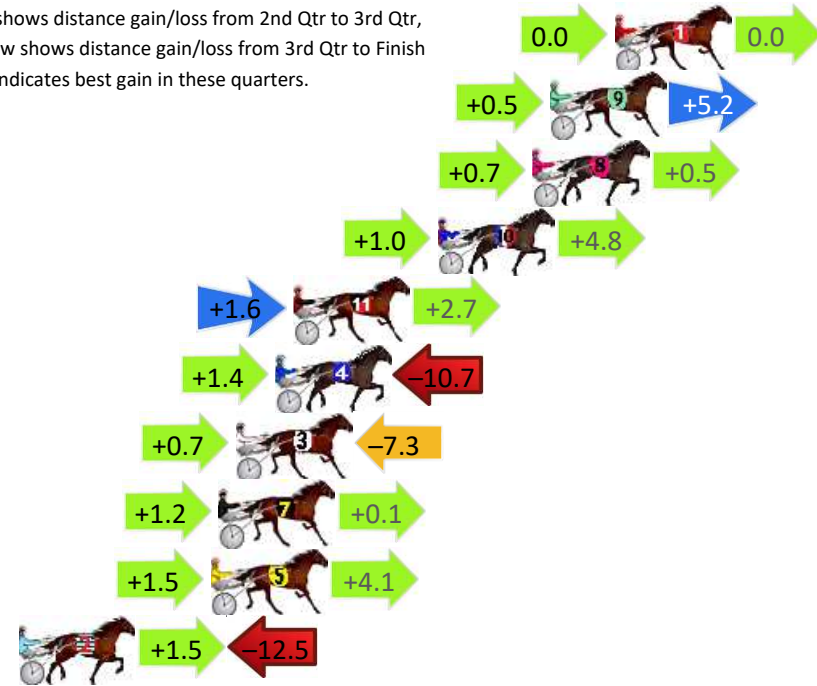 shows distance gain/loss from 2nd Qtr to 3rd Qtr,
w shows distance gain/loss from 3rd Qtr to Finish
ndicates best gain in these quarters.
0.0 1 0.0
+0.5 9 +5.2
+0.7 8 +0.5
+1.0 10 +4.8
+1.6 11 +2.7
+1.4 4 –10.7
+0.7 3 –7.3
+1.2 7 +0.1
+1.5 5 +4.1
2 +1.5 –12.5